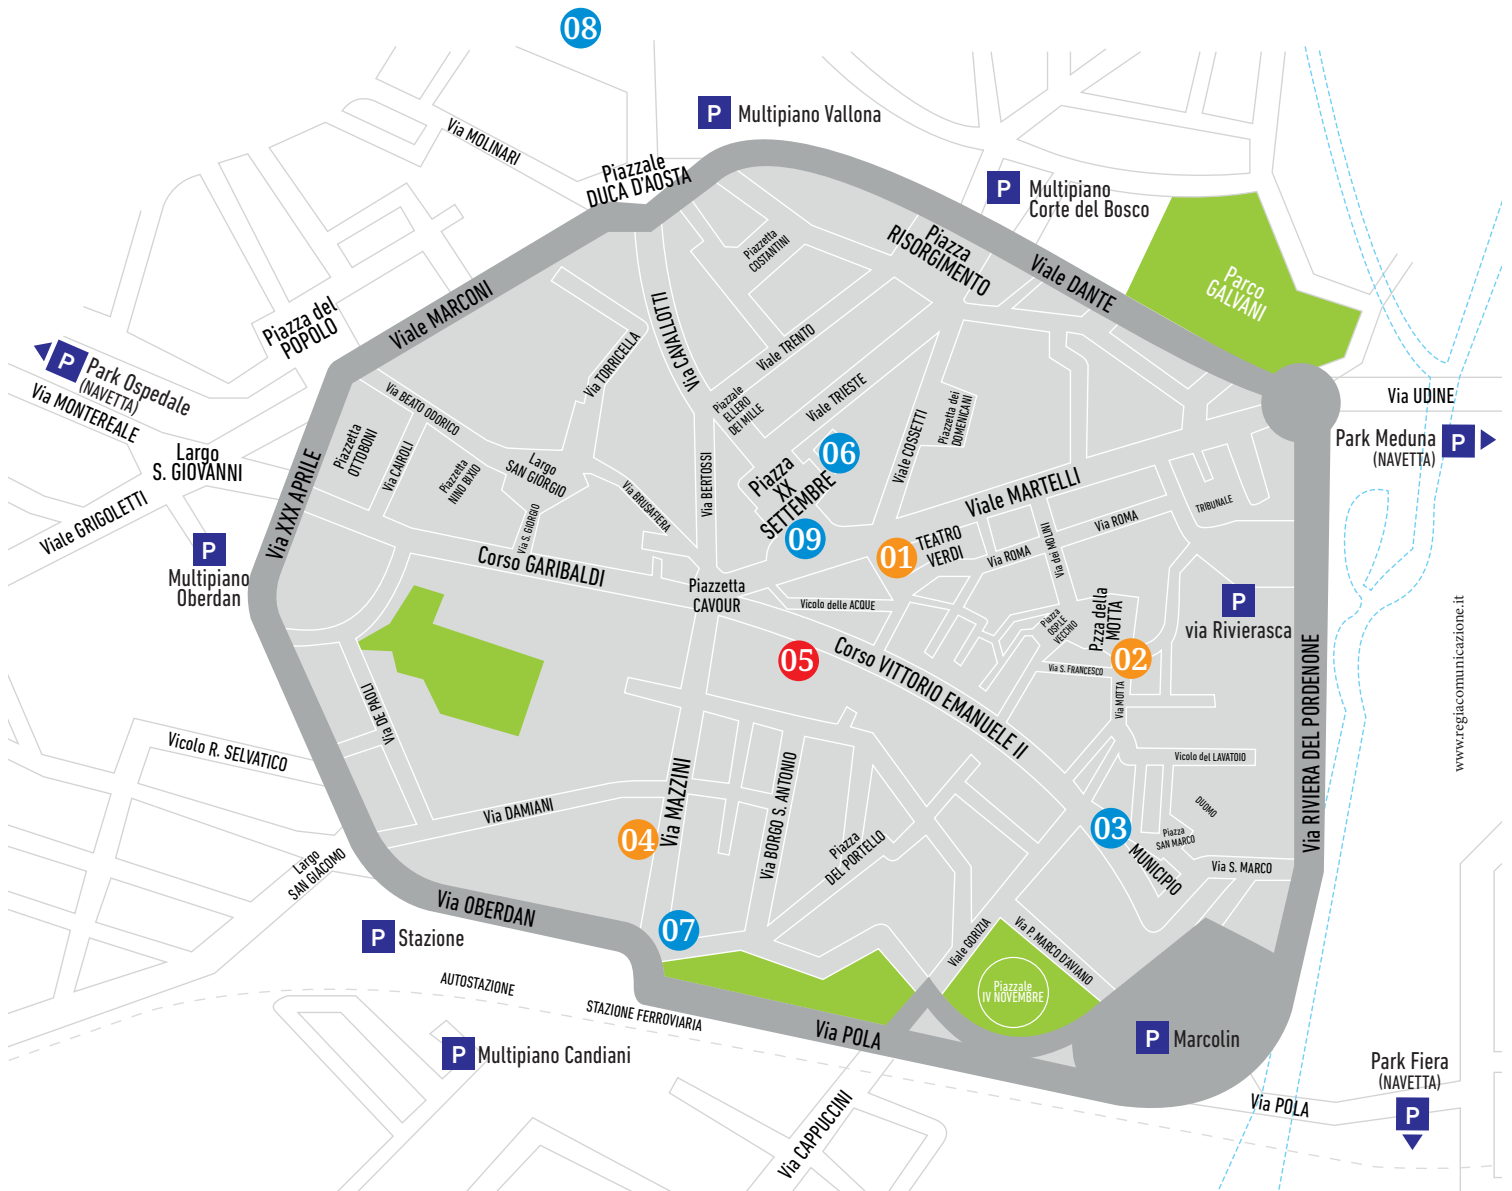 08
P Multipiano Vallona
Via MOLINARI
Piazzale
DUCA D'AOSTA
P Multipiano
Corte del Bosco
Piazzetta
COSTANTINI
Piazza
RISORGIMENTO
Viale DANTE
Parco
GALVANI
Viale MARCONI
Piazza del
POPOLO
Via CAVALLOTTI
Viale TRENTO
Via TORRICELLA
P Park Ospedale
(NAVETTA)
Via MONTEREALE
Via BEATO ODORICO
Piazzale
ELLERO
DEI MILLE
Viale TRIESTE
Viale COSSETTI
Piazzetta dei
DOMENICANI
Via UDINE
Park Meduna
(NAVETTA)
P
Largo
S. GIOVANNI
Viale GRIGOLETTI
Via XXX APRILE
Piazzetta
OTTOBONI
Via CAIROLI
Piazzetta
NINO BIXIO
Largo
SAN GIORGIO
Via S. GIORGIO
Via BRUSAFIERA
Via BERTOSSI
06
Piazza
XX
SETTEMBRE
09
Viale MARTELLI
TRIBUNALE
Via ROMA
01
TEATRO
VERDI
Via ROMA
Via dei MOLINI
P
Multipiano
Oberdan
Corso GARIBALDI
Piazzetta
CAVOUR
Vicolo delle ACQUE
Piazza
OSP.LE
VECCHIO
P.zza della
MOTTA
P
via Rivierasca
www.regiacomunicazione.it
05
Corso VITTORIO EMANUELE II
02
Via S. FRANCESCO
Via MOTTA
Via RIVIERA DEL PORDENONE
Via DE PAOLI
Vicolo R. SELVATICO
Vicolo del LAVATOIO
Via DAMIANI
Via MAZZINI
Via BORGO S. ANTONIO
04
Piazza
DEL PORTELLO
03
MUNICIPIO
DUOMO
Piazza
SAN MARCO
Via S. MARCO
Largo
SAN GIACOMO
Via OBERDAN
07
P Stazione
Viale GORIZIA
Via P. MARCO D'AVIANO
Piazzale
IV NOVEMBRE
AUTOSTAZIONE
STAZIONE FERROVIARIA
Via POLA
P Marcolin
P Multipiano Candiani
Via CAPPUCCINI
Via POLA
Park Fiera
(NAVETTA)
P